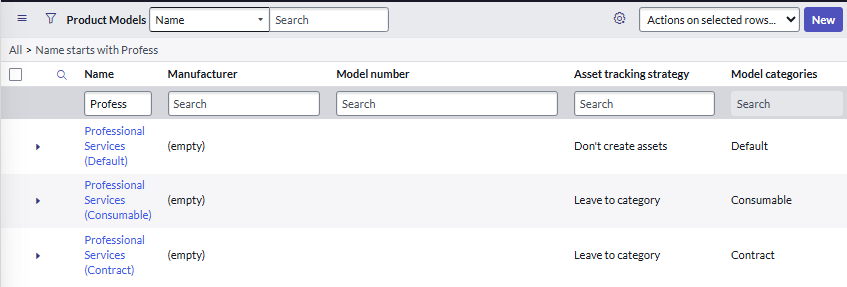 Product Models Name Search Actions on selected rows... New
All > Name starts with Profess
Name Manufacturer Model number Asset tracking strategy Model categories
Profess Search Search Search Search
Professional
Services
(Default) (empty) Don't create assets Default
Professional
Services
(Consumable) (empty) Leave to category Consumable
Professional
Services
(Contract) (empty) Leave to category Contract